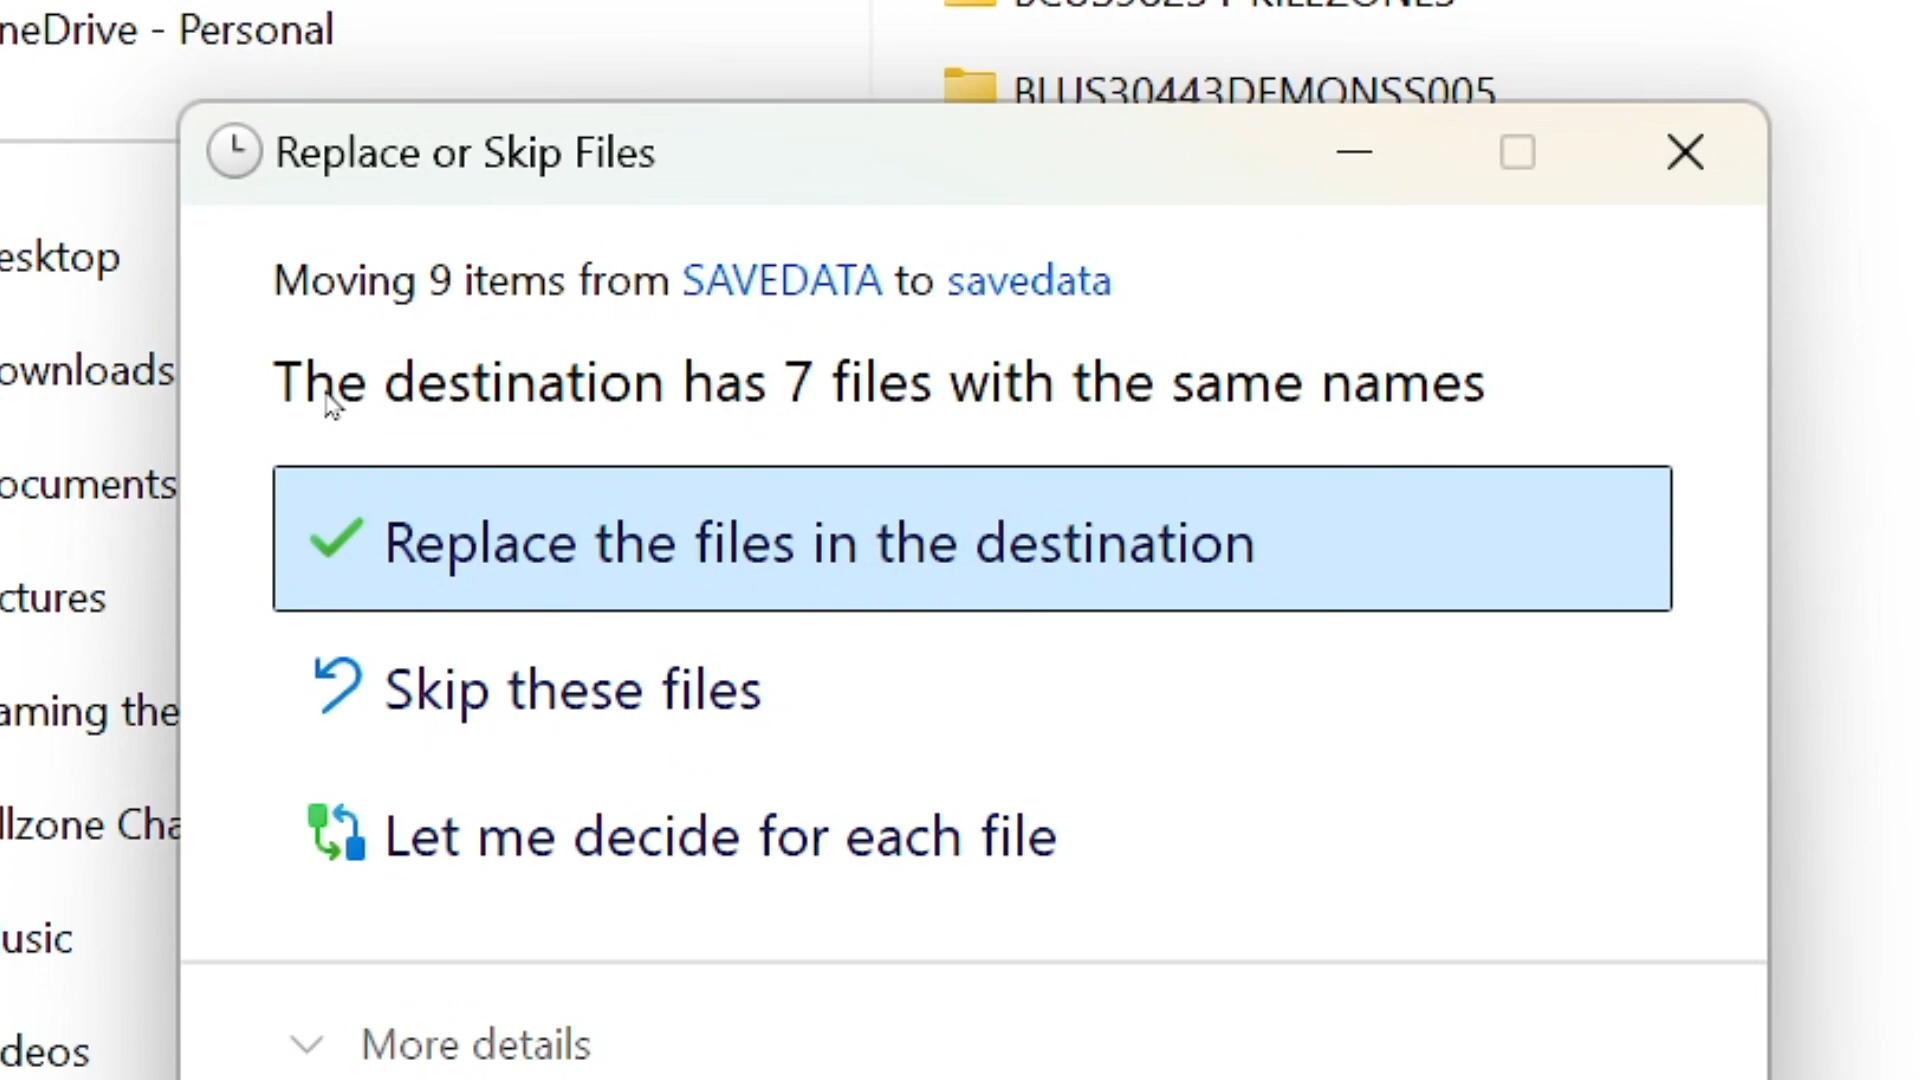 neDrive - Personal
BLUS30443DEMONSS005
Replace or Skip Files
Moving 9 items from SAVEDATA to savedata
The destination has 7 files with the same names
Replace the files in the destination
Skip these files
Let me decide for each file
More details
esktop
ownloads
ocuments
ctures
aming the
llzone Cha
usic
deos